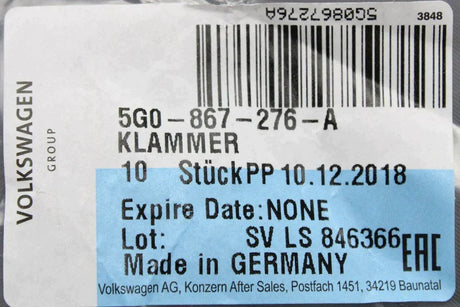 5G0867276A
3848
VOLKSWAGEN
GROUP
5G0-867-276-A
KLAMMER
10 StückPP 10.12.2018
Expire Date:NONE
Lot: SV LS 846366
EAC
Made in GERMANY
Volkswagen AG, Konzern After Sales, Postfach 1451, 34219 Baunatal